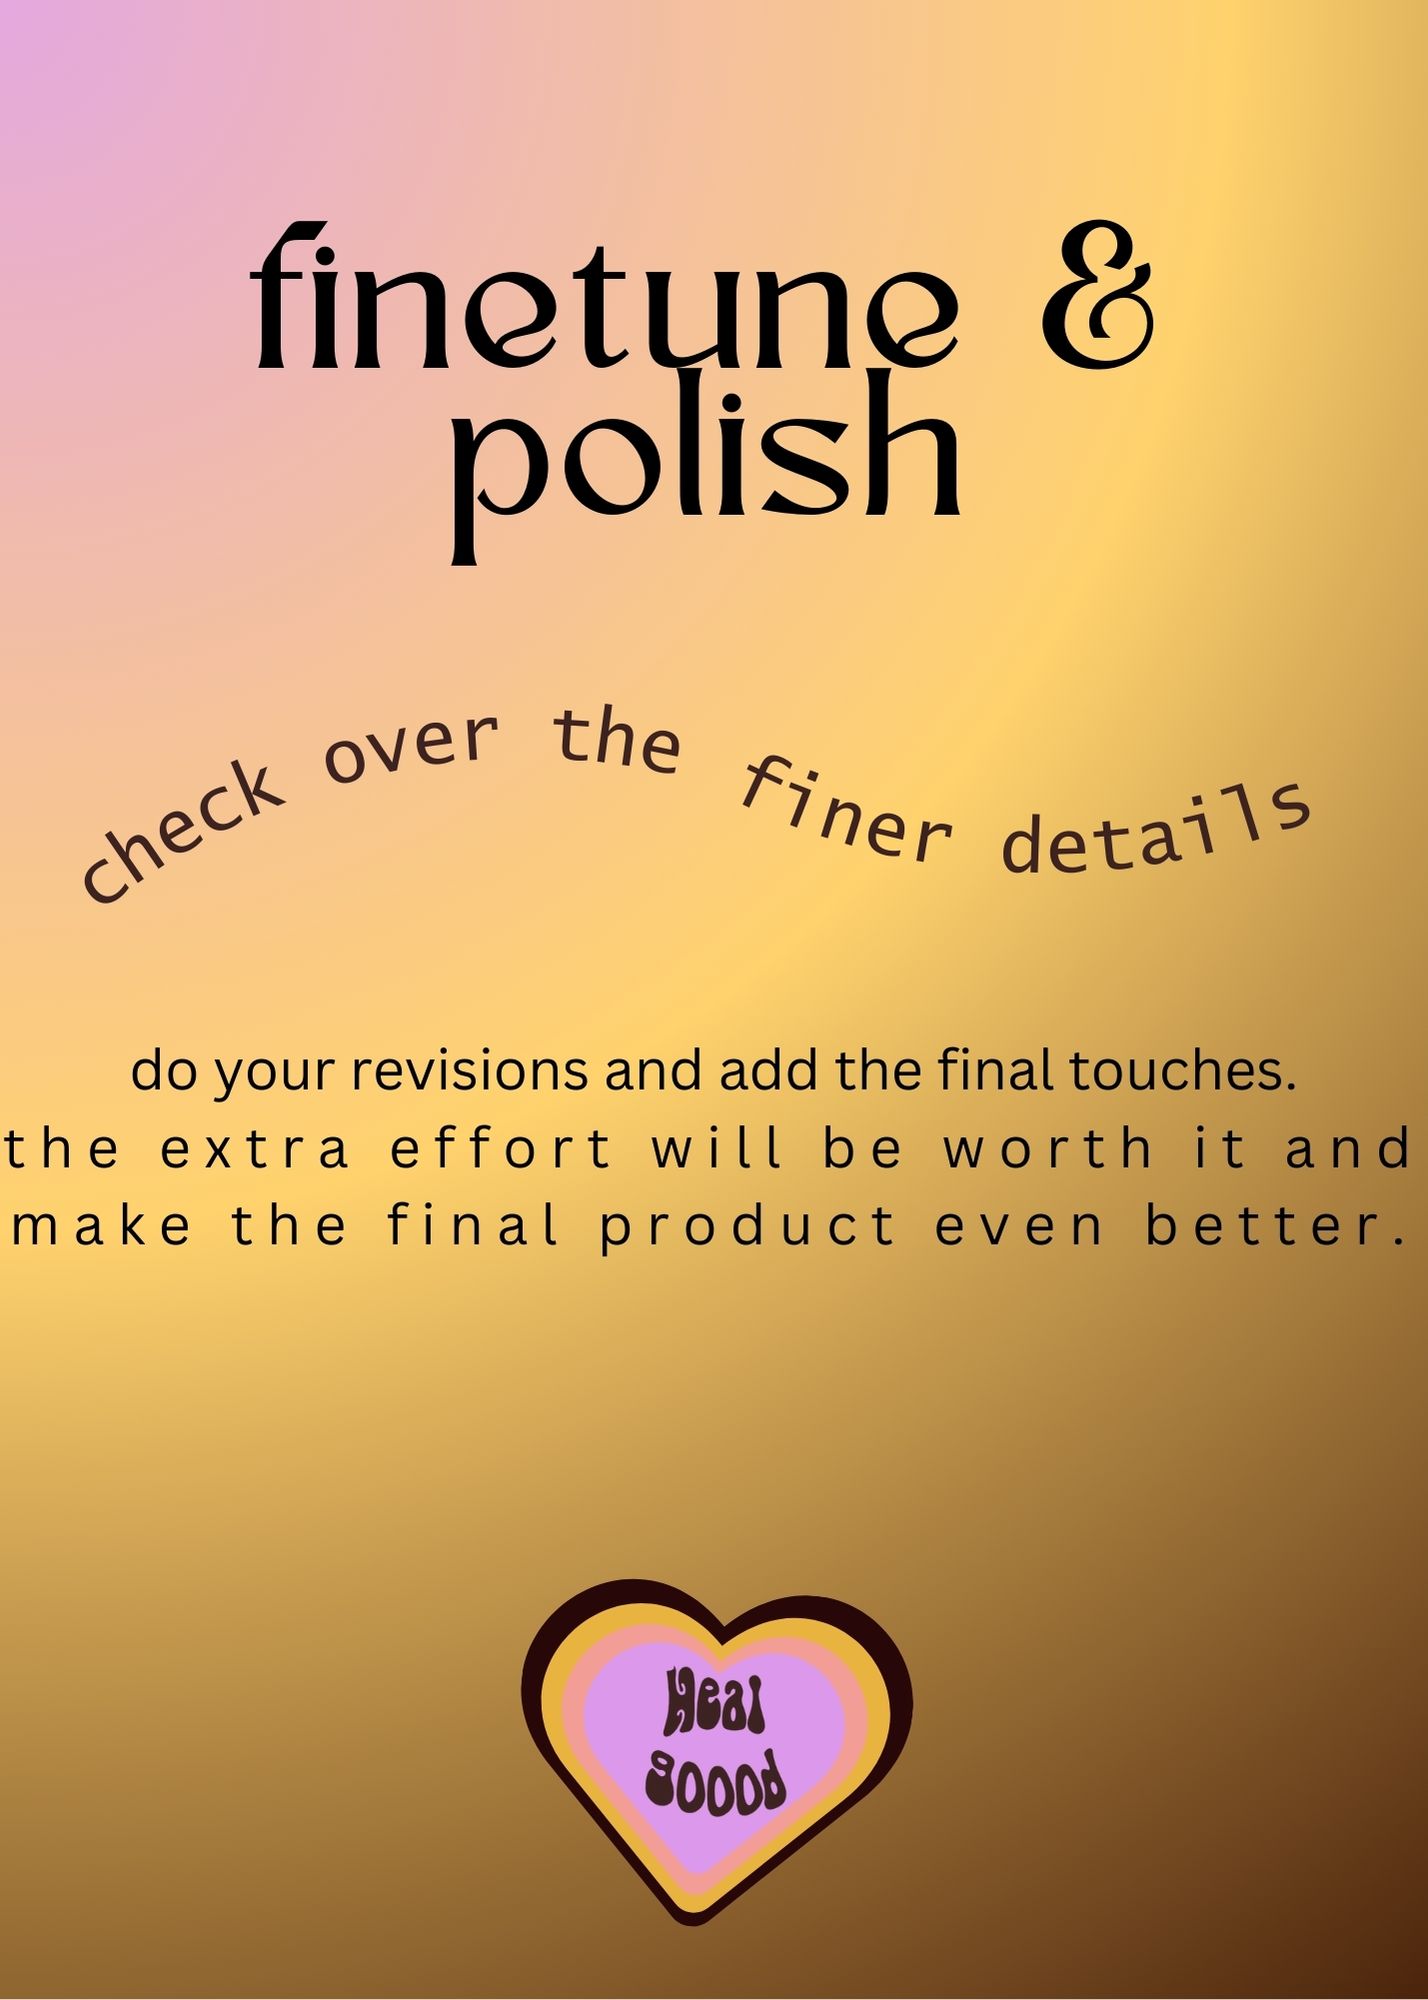 finetune &
polish
check over the finer details
do your revisions and add the final touches.
the extra effort will be worth it and
make the final product even better.
Heal
goood